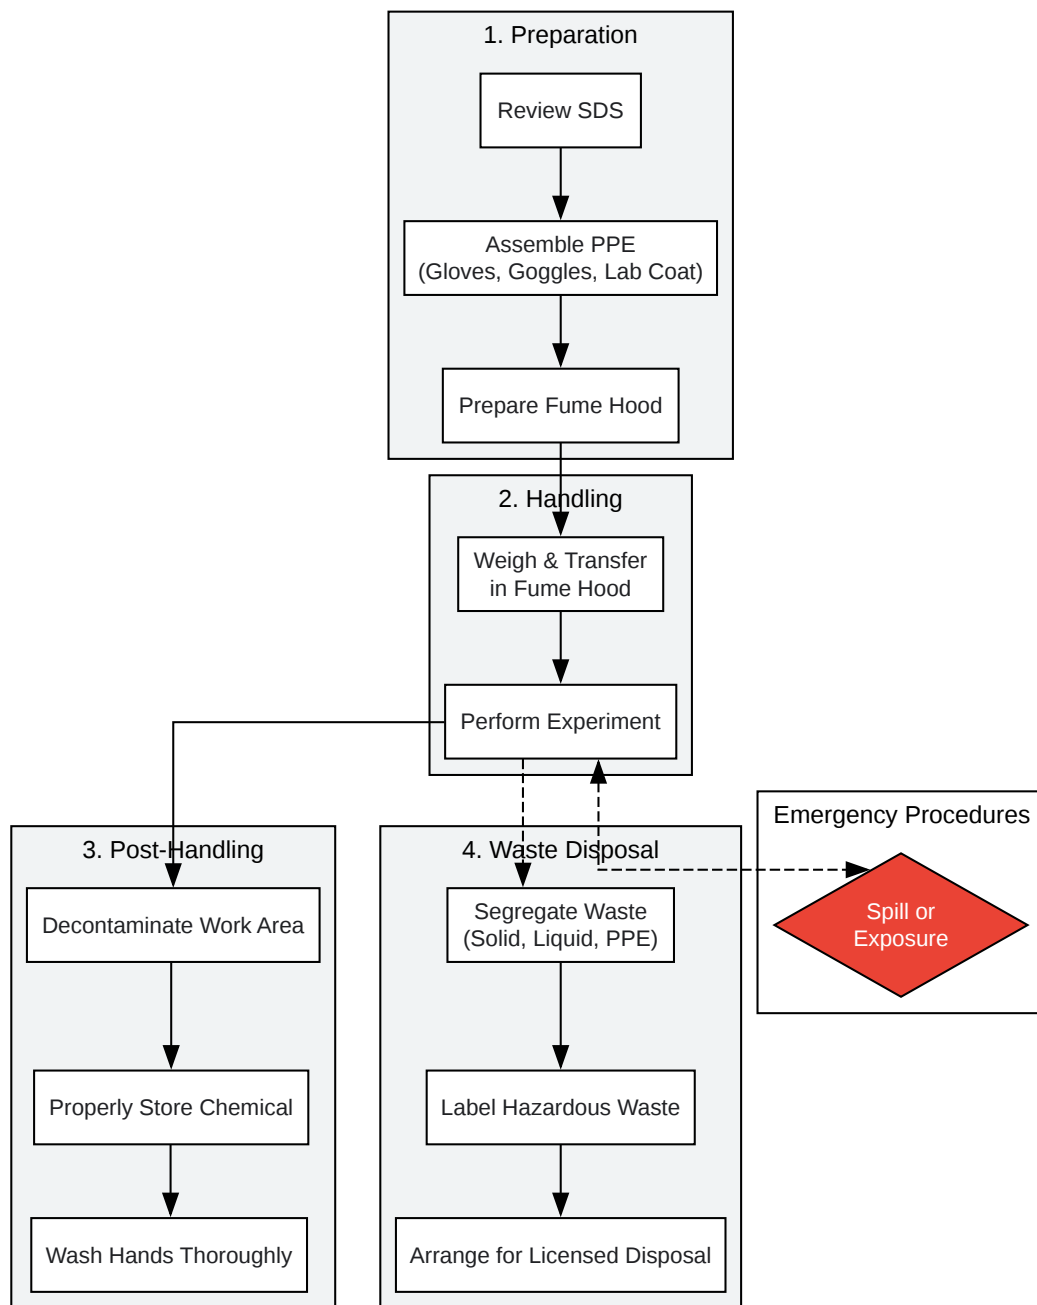 1. Preparation
Review SDS
Assemble PPE
(Gloves, Goggles, Lab Coat)
Prepare Fume Hood
2. Handling
Weigh & Transfer
in Fume Hood
Perform Experiment
3. Post-Handling
Decontaminate Work Area
Properly Store Chemical
Wash Hands Thoroughly
4. Waste Disposal
Segregate Waste
(Solid, Liquid, PPE)
Label Hazardous Waste
Arrange for Licensed Disposal
Emergency Procedures
Spill or
Exposure